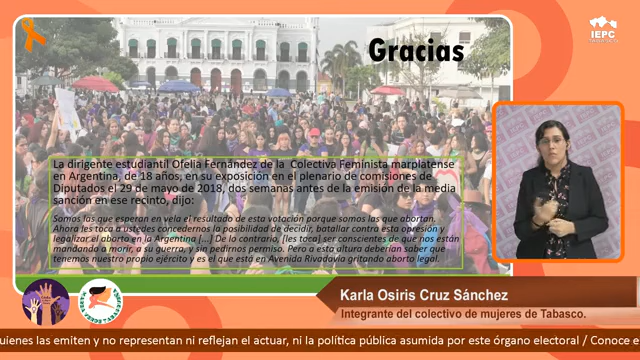 Gracias
IEPC
TABASCO
La dirigente estudiantil Ofelia Fernández de la Colectiva Feminista marplatense
en Argentina, de 18 años, en su exposición en el plenario de comisiones de
Diputados el 29 de mayo de 2018, dos semanas antes de la emisión de la media
sanción en ese recinto, dijo:
Somos las que esperan en vela el resultado de esta votación porque somos las que abortan.
Ahora les toca a ustedes concedernos la posibilidad de decidir, batallar contra esta opresión y
legalizar el aborto en la Argentina [...] De lo contrario, [les toca] ser conscientes de que nos están
mandando a morir, a su guerra, y sin pedirnos permiso. Pero a esta altura deberían saber que
tenemos nuestro propio ejército y es el que está en Avenida Rivadavia gritando aborto legal.
Karla Osiris Cruz Sánchez
Integrante del colectivo de mujeres de Tabasco.
uienes las emiten y no representan ni reflejan el actuar, ni la política pública asumida por este órgano electoral / Conoce e